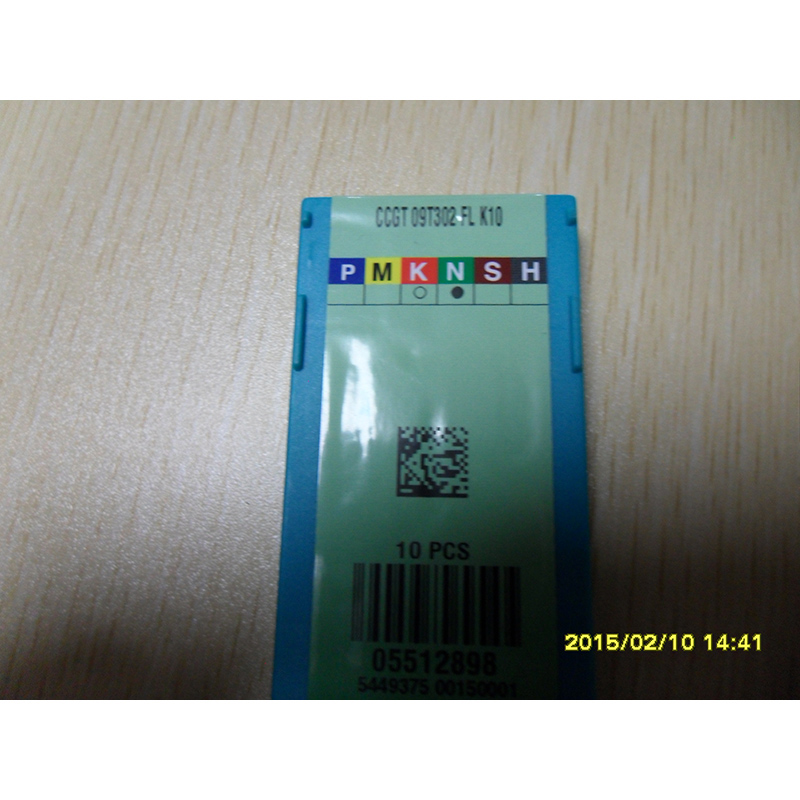 CCGT 09T302-FL K10
P M K N S H
10 PCS
05512898
5449375 00150001
2015/02/10 14:41